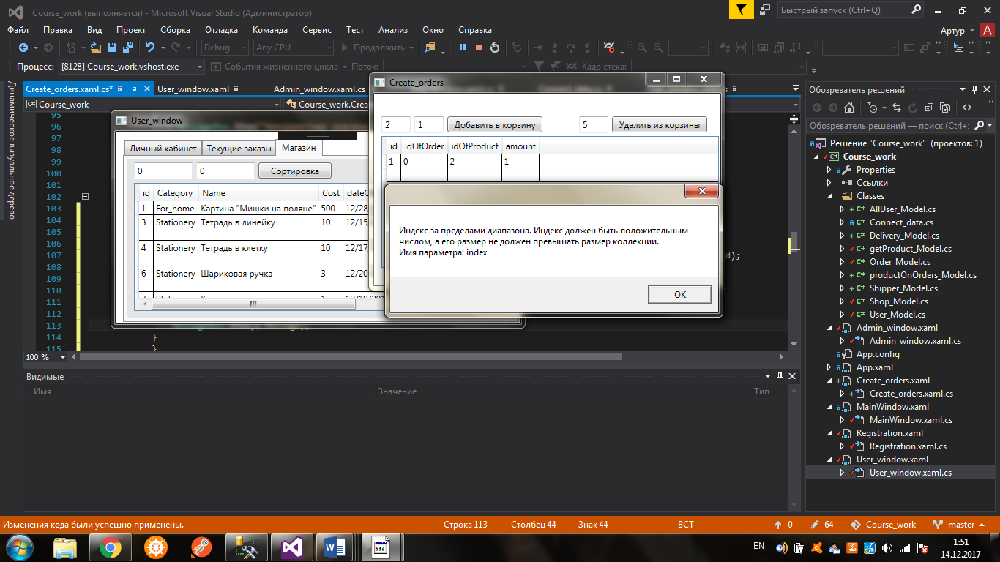 Course_work (выполняется) - Microsoft Visual Studio (Администратор)
Быстрый запуск (Ctrl+Q)
Файл Правка Вид Проект Сборка Отладка Команда Сервис Тест Анализ Окно Справка
Артур А
Debug Any CPU Продолжить
Процесс: [8128] Course_work.vshost.exe События жизненного цикла Поток: Кадр стека:
Динамическое визуальное дерево
Create_orders.xaml.cs* User_window.xaml Admin_window.xaml.cs
Course_work Course_work.Crea
95
96
97
98
99
100
101
102
103
104
105
106
107
108
109
110
111
112
113
114 }
115 }
d);
100 %
User_window
Личный кабинет Текущие заказы Магазин
0 0 Сортировка
id Category Name Cost dateO
1 For_home Картина "Мишки на поляне" 500 12/28
3 Stationery Тетрадь в линейку 10 12/15
4 Stationery Тетрадь в клетку 10 12/17
6 Stationery Шариковая ручка 3 12/20
Create_orders
2 1 Добавить в корзину 5 Удалить из корзины
id idOfOrder idOfProduct amount
1 0 2 1
Индекс за пределами диапазона. Индекс должен быть положительным
числом, а его размер не должен превышать размер коллекции.
Имя параметра: index
OK
Видимые
Имя Значение Тип
Обозреватель решений
Обозреватель решений — поиск (Ctrl+;
Решение "Course_work" (проектов: 1)
Course_work
Properties
Ссылки
Classes
AllUser_Model.cs
Connect_data.cs
Delivery_Model.cs
getProduct_Model.cs
Order_Model.cs
productOnOrders_Model.cs
Shipper_Model.cs
Shop_Model.cs
User_Model.cs
Admin_window.xaml
Admin_window.xaml.cs
App.config
App.xaml
Create_orders.xaml
Create_orders.xaml.cs
MainWindow.xaml
MainWindow.xaml.cs
Registration.xaml
Registration.xaml.cs
User_window.xaml
User_window.xaml.cs
Изменения кода были успешно применены. Строка 113 Столбец 44 Знак 44 ВСТ 0 64 Course_work master
EN 1:51
14.12.2017